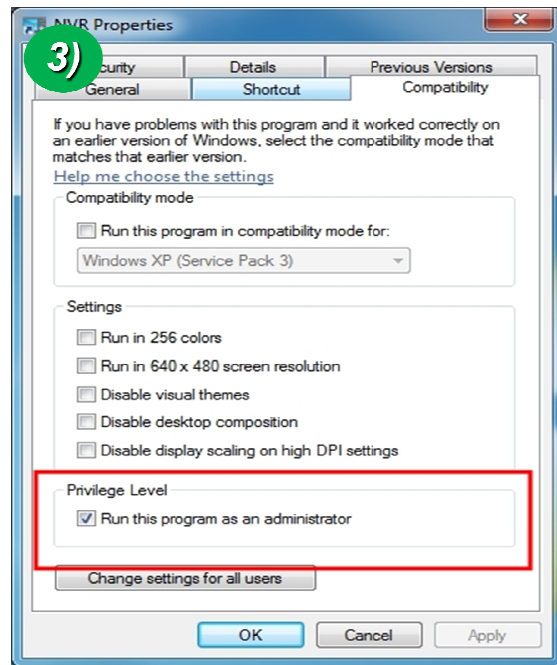 NVR Properties
3)
curity Details Previous Versions
General Shortcut Compatibility
If you have problems with this program and it worked correctly on
an earlier version of Windows, select the compatibility mode that
matches that earlier version.
Help me choose the settings
Compatibility mode
Run this program in compatibility mode for:
Windows XP (Service Pack 3)
Settings
Run in 256 colors
Run in 640 x 480 screen resolution
Disable visual themes
Disable desktop composition
Disable display scaling on high DPI settings
Privilege Level
Run this program as an administrator
Change settings for all users
OK Cancel Apply